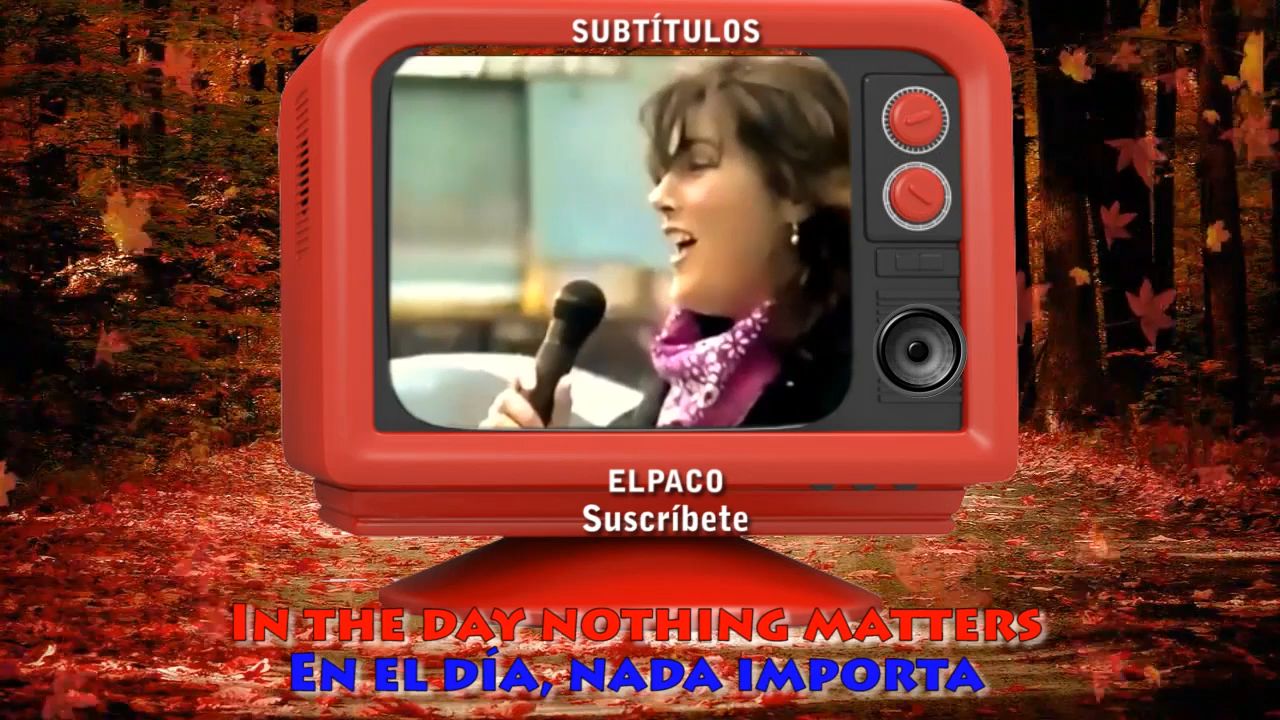 SUBTÍTULOS
ELPACO
Suscríbete
IN THE DAY NOTHING MATTERS
EN EL DÍA, NADA IMPORTA